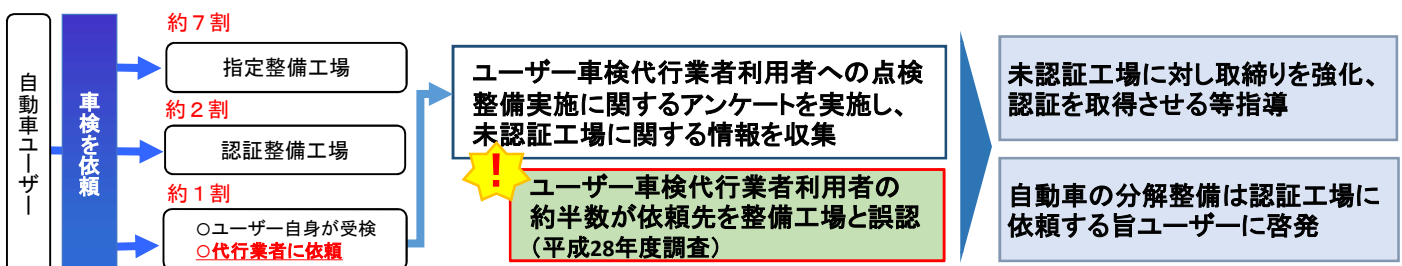 自動車ユーザー
車検を依頼
約7割
指定整備工場
約2割
認証整備工場
約1割
○ユーザー自身が受検
○代行業者に依頼
ユーザー車検代行業者利用者への点検
整備実施に関するアンケートを実施し、
未認証工場に関する情報を収集
!
ユーザー車検代行業者利用者の
約半数が依頼先を整備工場と誤認
（平成28年度調査）
未認証工場に対し取締りを強化、
認証を取得させる等指導
自動車の分解整備は認証工場に
依頼する旨ユーザーに啓発